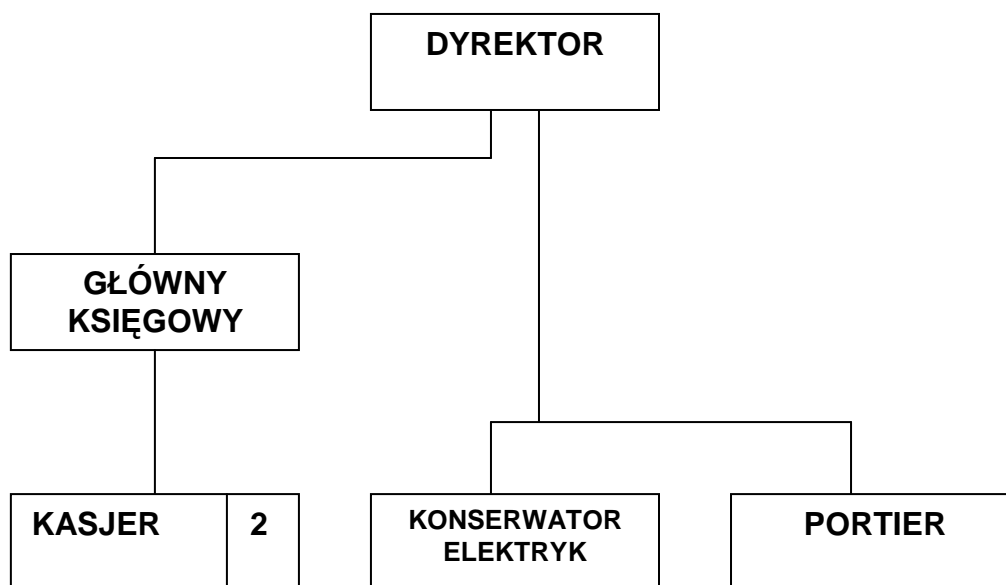 DYREKTOR
GŁÓWNY
KSIĘGOWY
KASJER 2
KONSERWATOR
ELEKTRYK
PORTIER